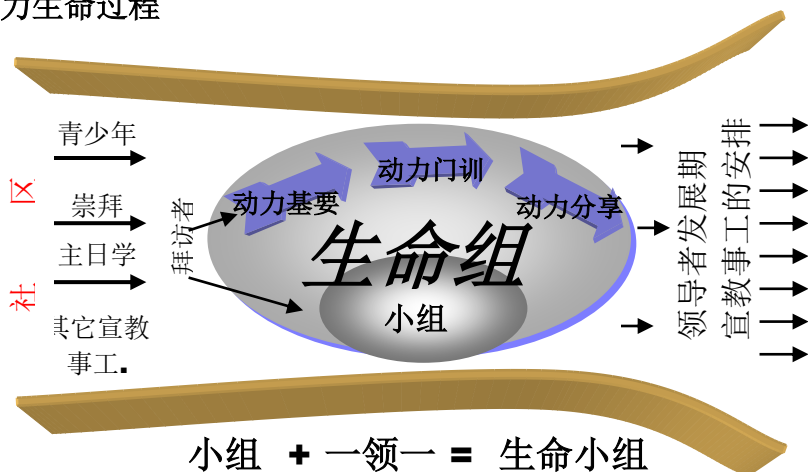 力生命过程
社区
青少年
崇拜
主日学
其它宣教
事工.
拜访者
动力基要
动力门训
动力分享
生命组
小组
领导者发展期
宣教事工的安排
小组 + 一领一 = 生命小组